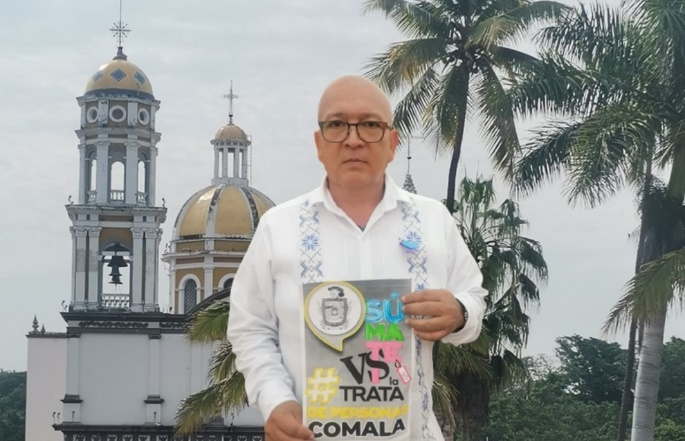 SÚ
MA
TE
#VS la
TRATA
DE PERSONAS
COMALA